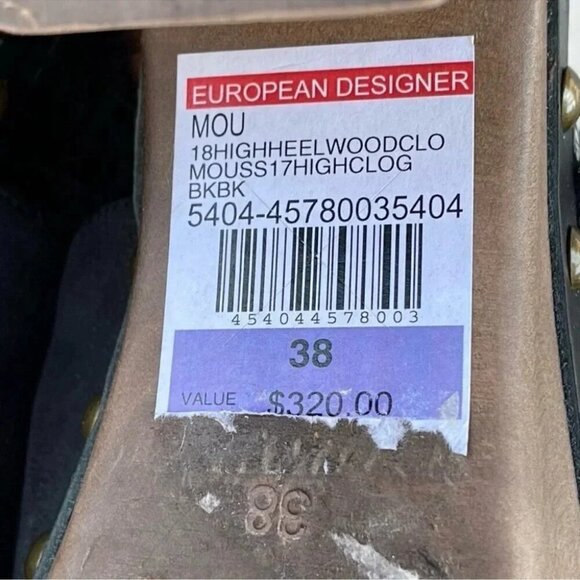 EUROPEAN DESIGNER
MOU
18HIGHHEELWOODCLO
MOUSS17HIGHCLOG
BKBK
5404-45780035404
454044578003
38
VALUE $320.00
38